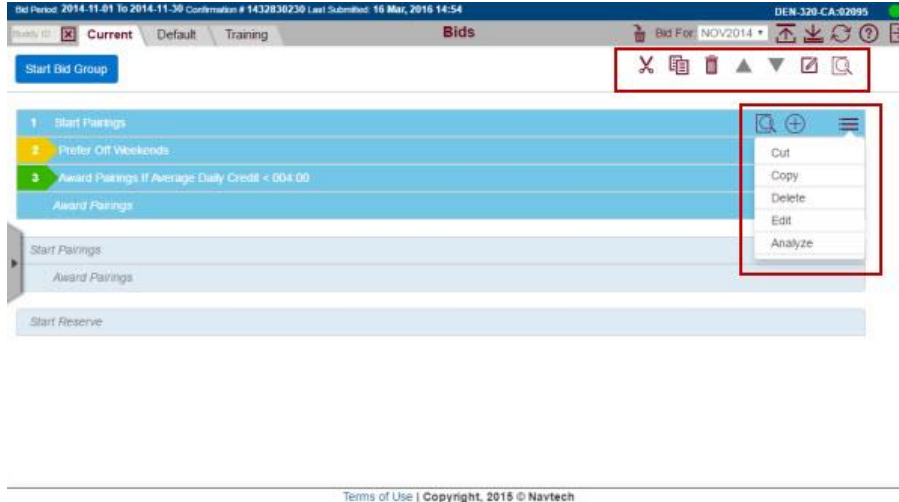 Bid Period: 2014-11-01 To 2014-11-30 Confirmation # 1432830230 Last Submitted: 16 Mar, 2016 14:54
DEN-320-CA:02095
Buddy ID Current Default Training Bids Bid For: NOV2014
Start Bid Group
1 Start Pairings
2 Prefer Off Weekends
3 Award Pairings If Average Daily Credit < 004:00
Award Pairings
Cut
Copy
Delete
Edit
Analyze
Start Pairings
Award Pairings
Start Reserve
Terms of Use | Copyright, 2015 © Navtech